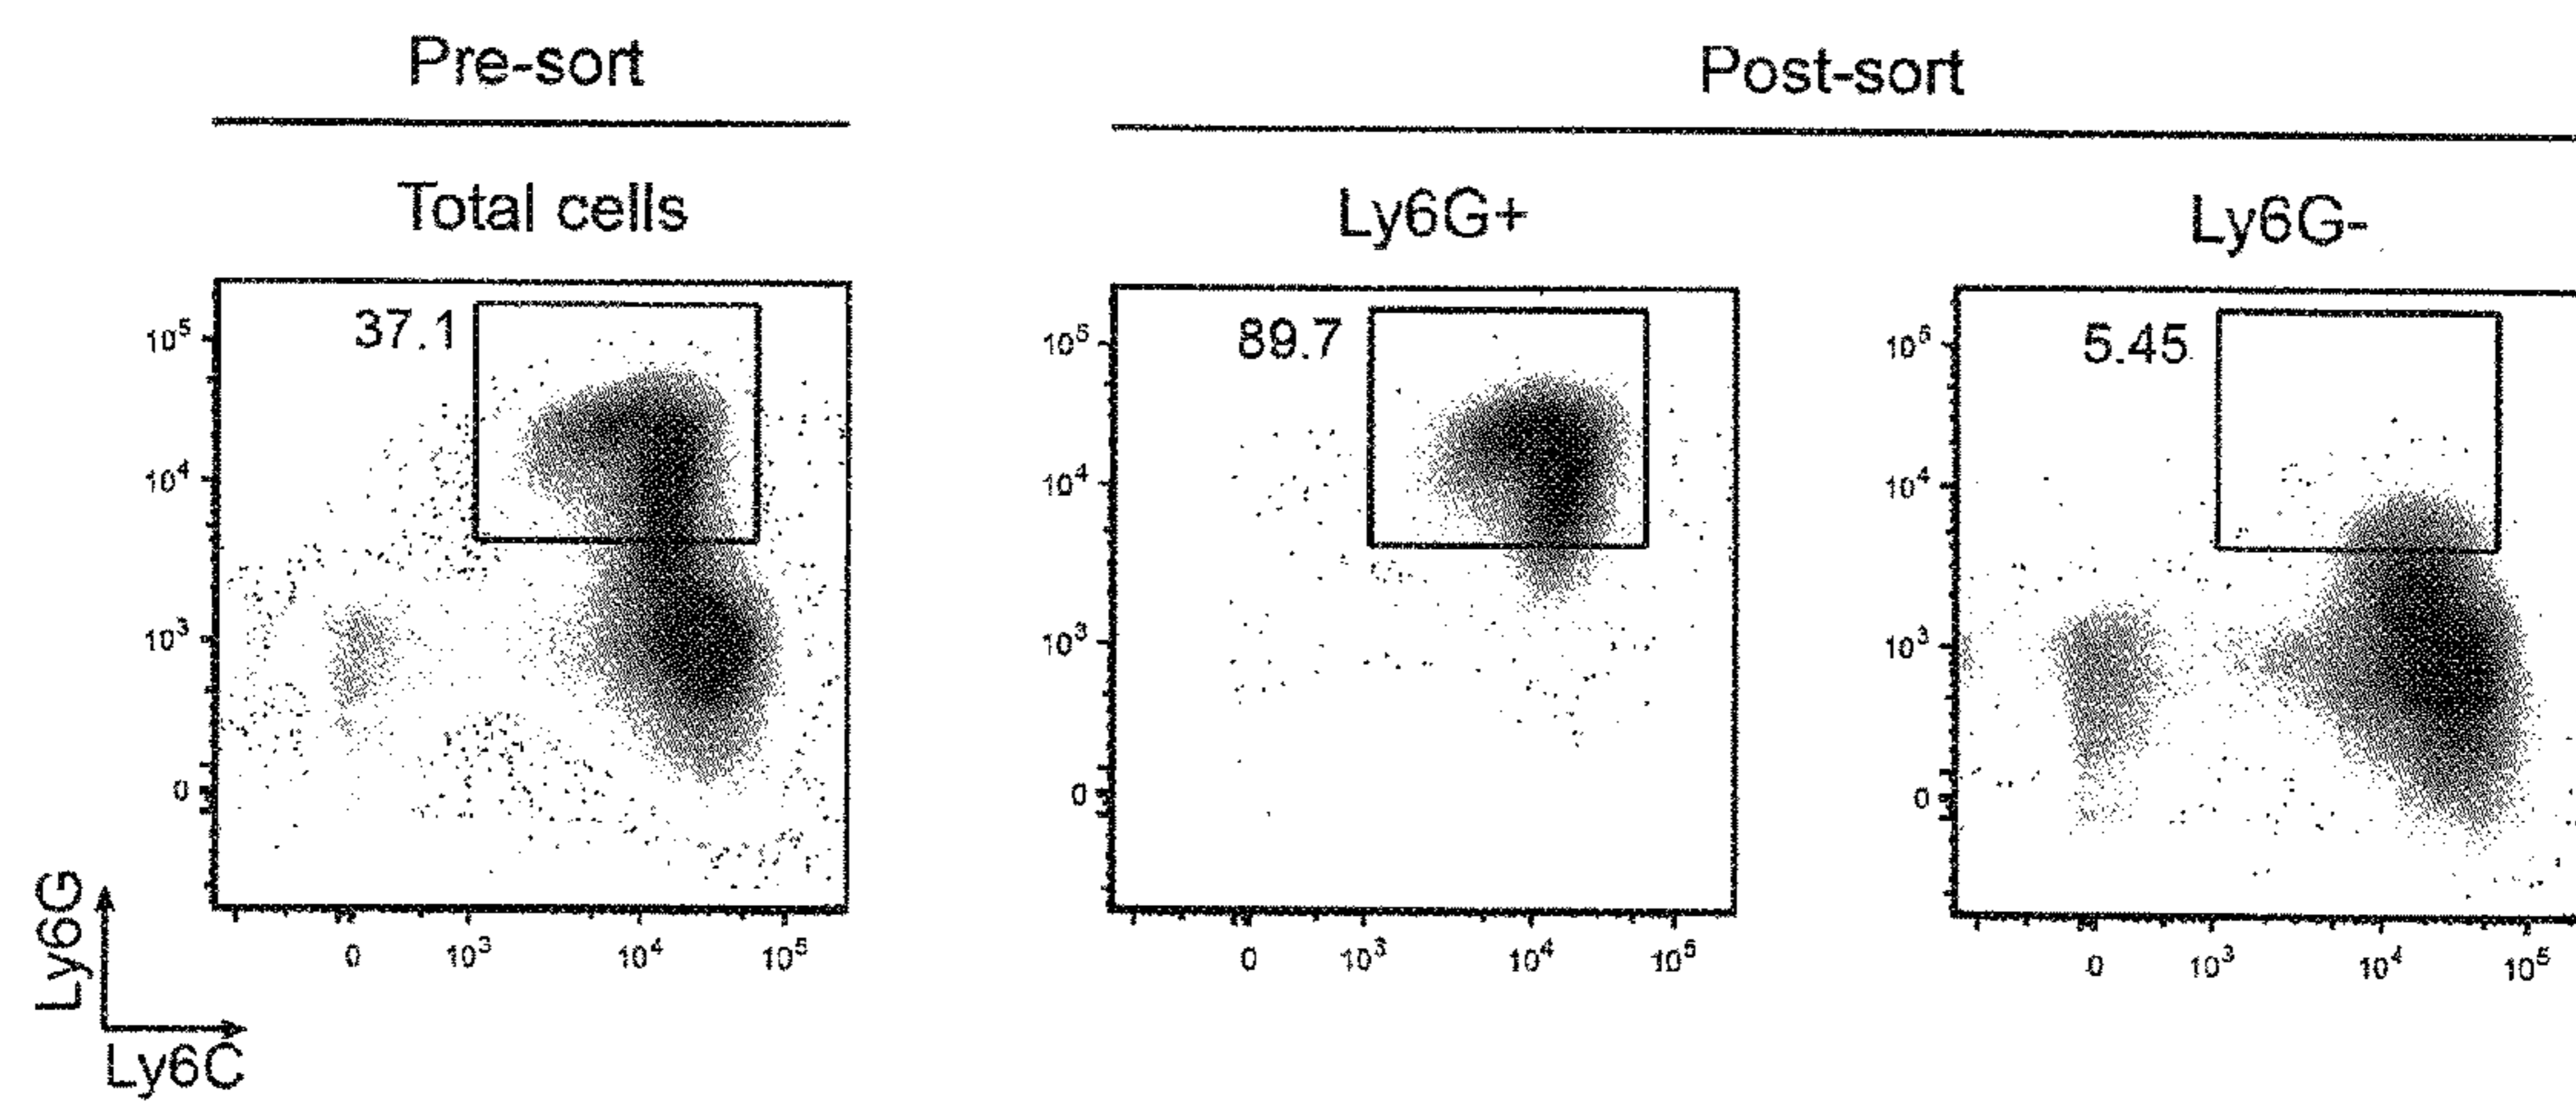 Pre-sort
Post-sort
Total cells
Ly6G+
Ly6G-
37.1
89.7
5.45
10⁵
10⁴
10³
0
10⁵
10⁴
10³
0
10⁵
10⁴
10³
0
0 10³ 10⁴ 10⁵
0 10³ 10⁴ 10⁵
0 10³ 10⁴ 10⁵
Ly6G
Ly6C